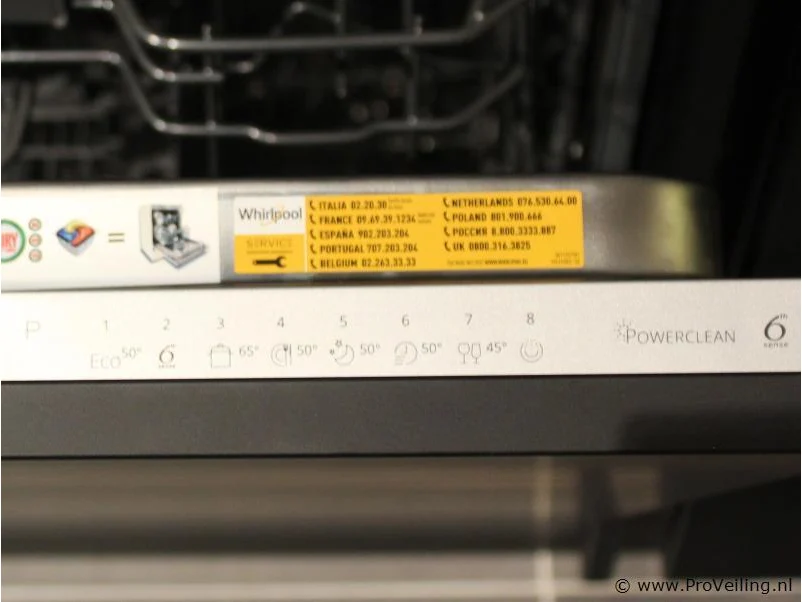 RY
=
Whirlpool
SERVICE
ITALIA 02.20.30
FRANCE 09.69.39.1234
ESPAÑA 902.203.204
PORTUGAL 707.203.204
BELGIUM 02.263.33.33
NETHERLANDS 076.530.64.00
POLAND 801.900.666
РОССИЯ 8.800.3333.887
UK 0800.316.3825
P 1 2 3 4 5 6 7 8
Eco 50° 6 65° 50° 50° 50° 45°
sense
POWERCLEAN 6th
sense
© www.ProVeiling.nl